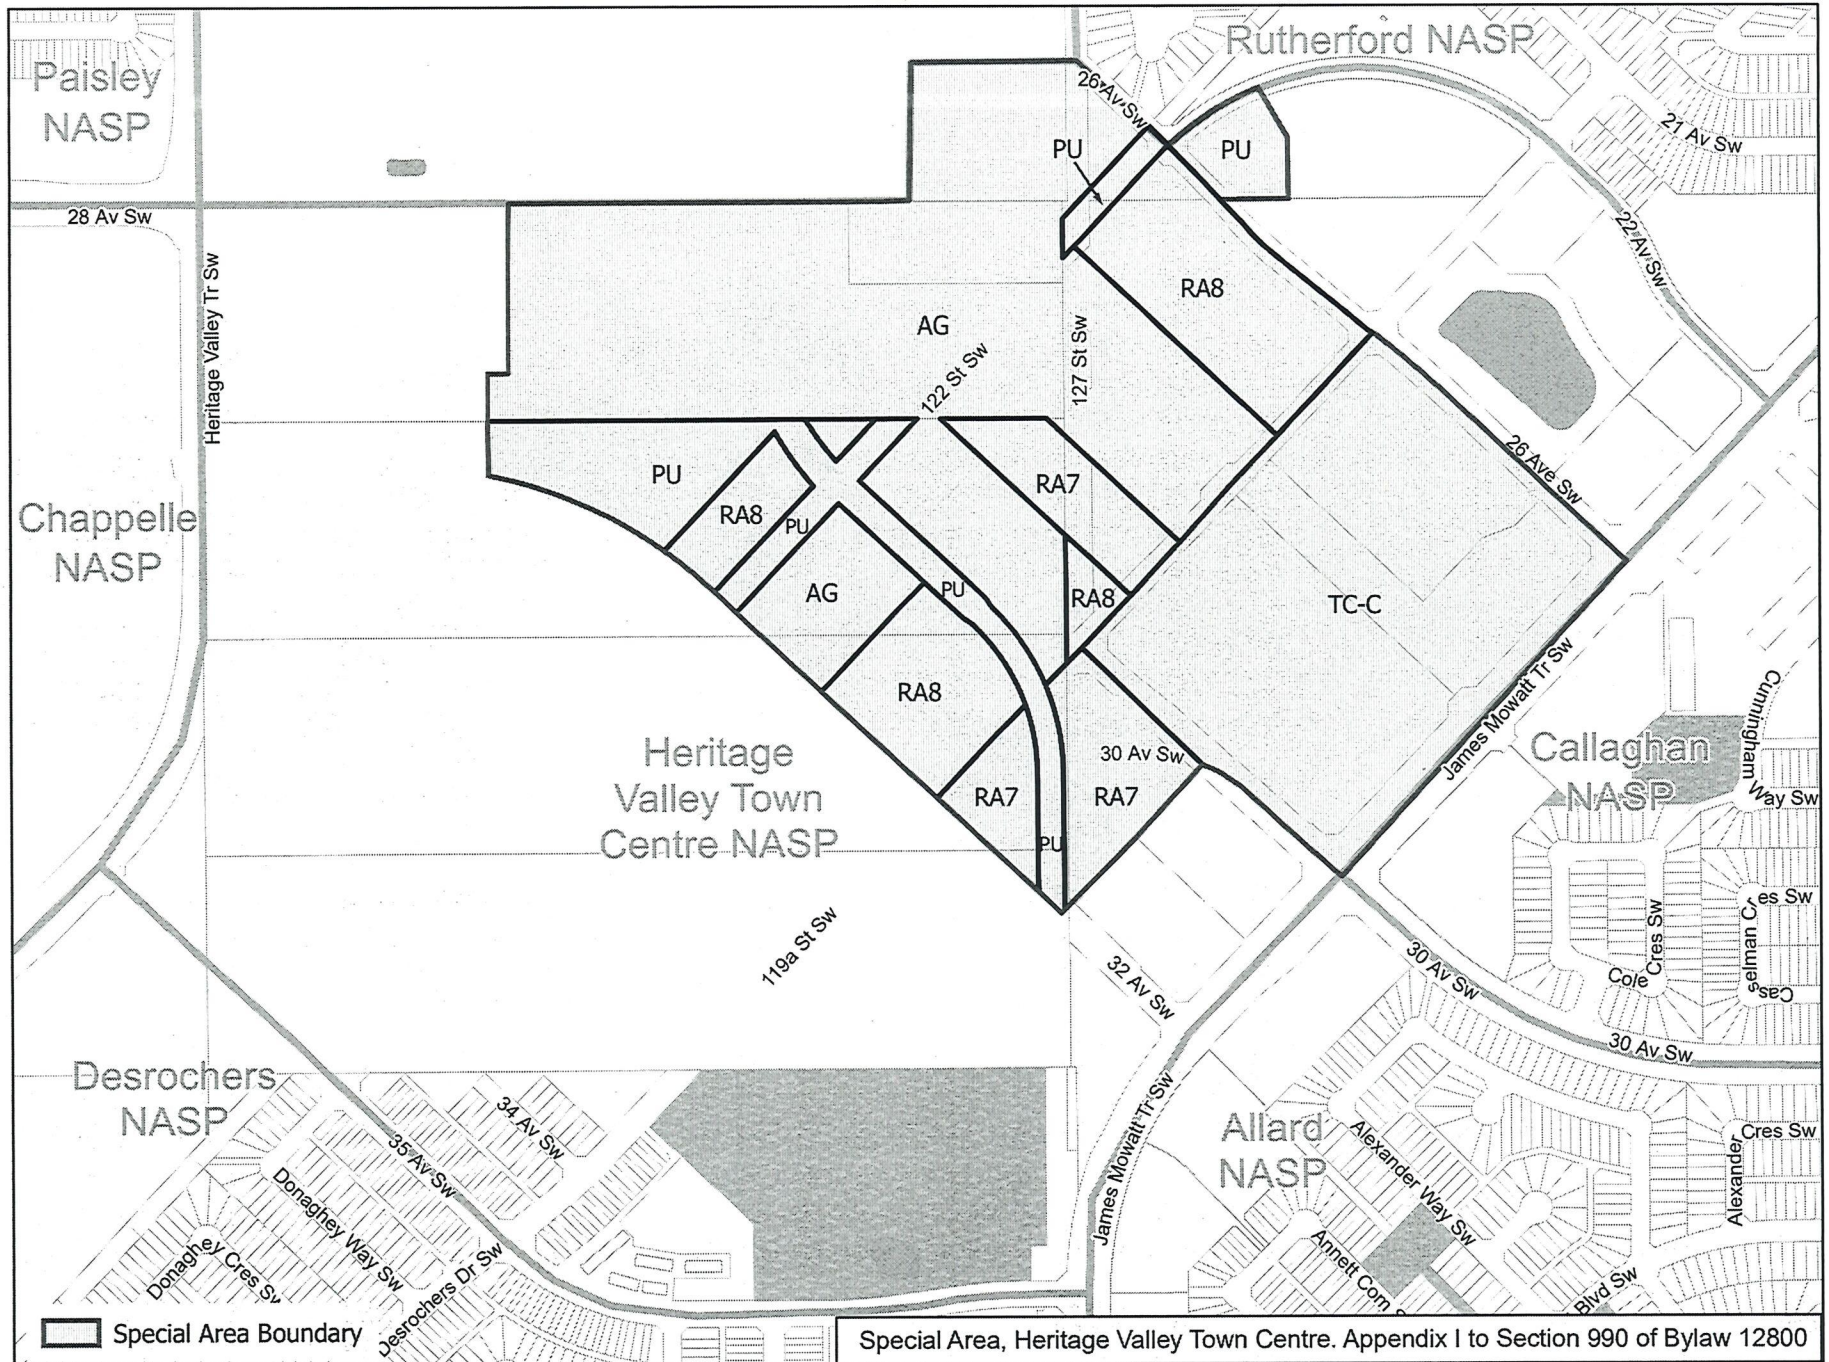 Rutherford NASP
Paisley
NASP
26 Av Sw
PU
PU
21 Av Sw
28 Av Sw
22 Av Sw
Heritage Valley Tr Sw
RA8
AG
127 St Sw
122 St Sw
26 Ave Sw
PU
RA7
RA8
PU
Chappelle
NASP
AG
PU
RA8
TC-C
James Mowatt Tr Sw
RA8
Cunningham
Way Sw
Heritage
Valley Town
Centre NASP
30 Av Sw
Callaghan
NASP
RA7
RA7
PU
119a St Sw
Cres Sw
Cole
es Sw
selman Cr
Cas
32 Av Sw
30 Av Sw
30 Av Sw
Desrochers
NASP
34 Av Sw
35 Av Sw
James Mowatt Tr Sw
Allard
NASP
Alexander Way Sw
Cres Sw
Alexander
Donaghey Way Sw
Donaghey Cres Sw
Desrochers Dr Sw
Annett Com S
Blvd Sw
Special Area Boundary
Special Area, Heritage Valley Town Centre. Appendix I to Section 990 of Bylaw 12800